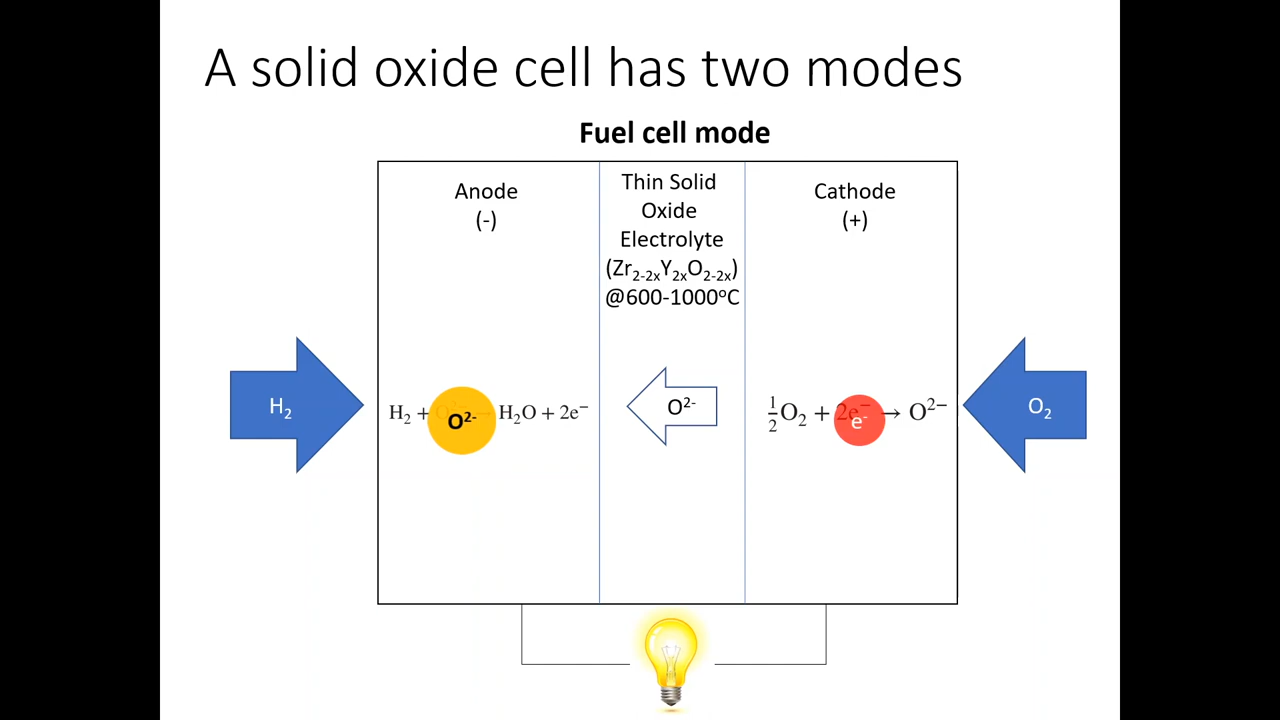 A solid oxide cell has two modes
Fuel cell mode
Anode
(-)
Thin Solid
Oxide
Electrolyte
(Zr₂₋₂ₓY₂ₓO₂₋₂ₓ)
@600-1000°C
Cathode
(+)
H₂
H₂ + O²⁻ → H₂O + 2e⁻
O²⁻
O²⁻
½O₂ + 2e⁻ → O²⁻
e⁻
O₂